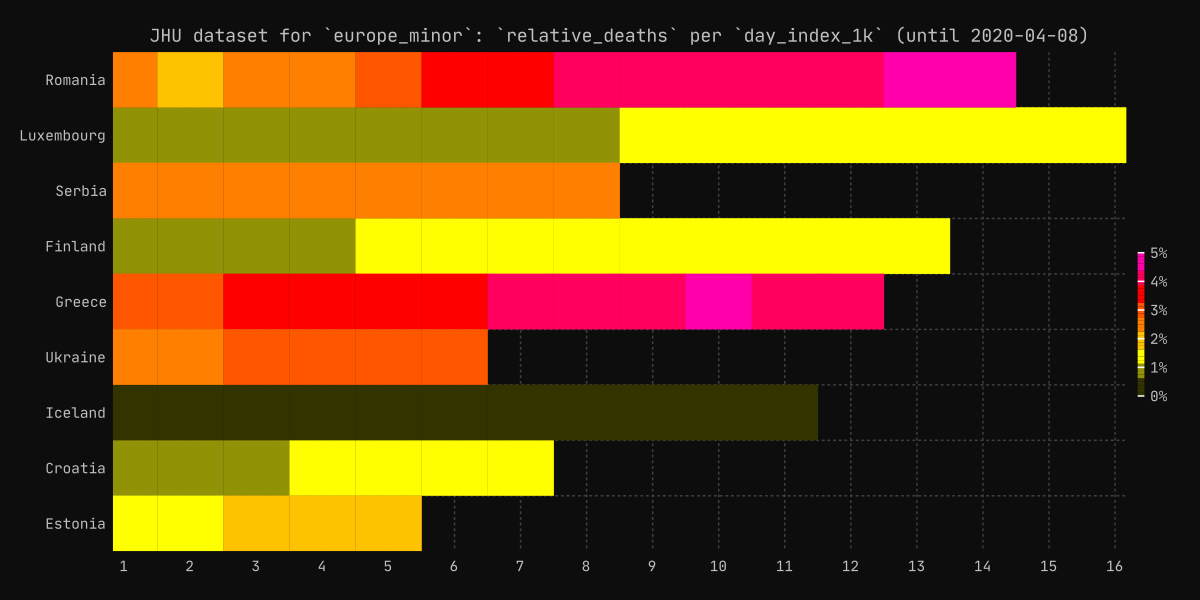 JHU dataset for `europe_minor`: `relative_deaths` per `day_index_1k` (until 2020-04-08)
Romania
Luxembourg
Serbia
Finland
Greece
Ukraine
Iceland
Croatia
Estonia
5%
4%
3%
2%
1%
0%
1 2 3 4 5 6 7 8 9 10 11 12 13 14 15 16